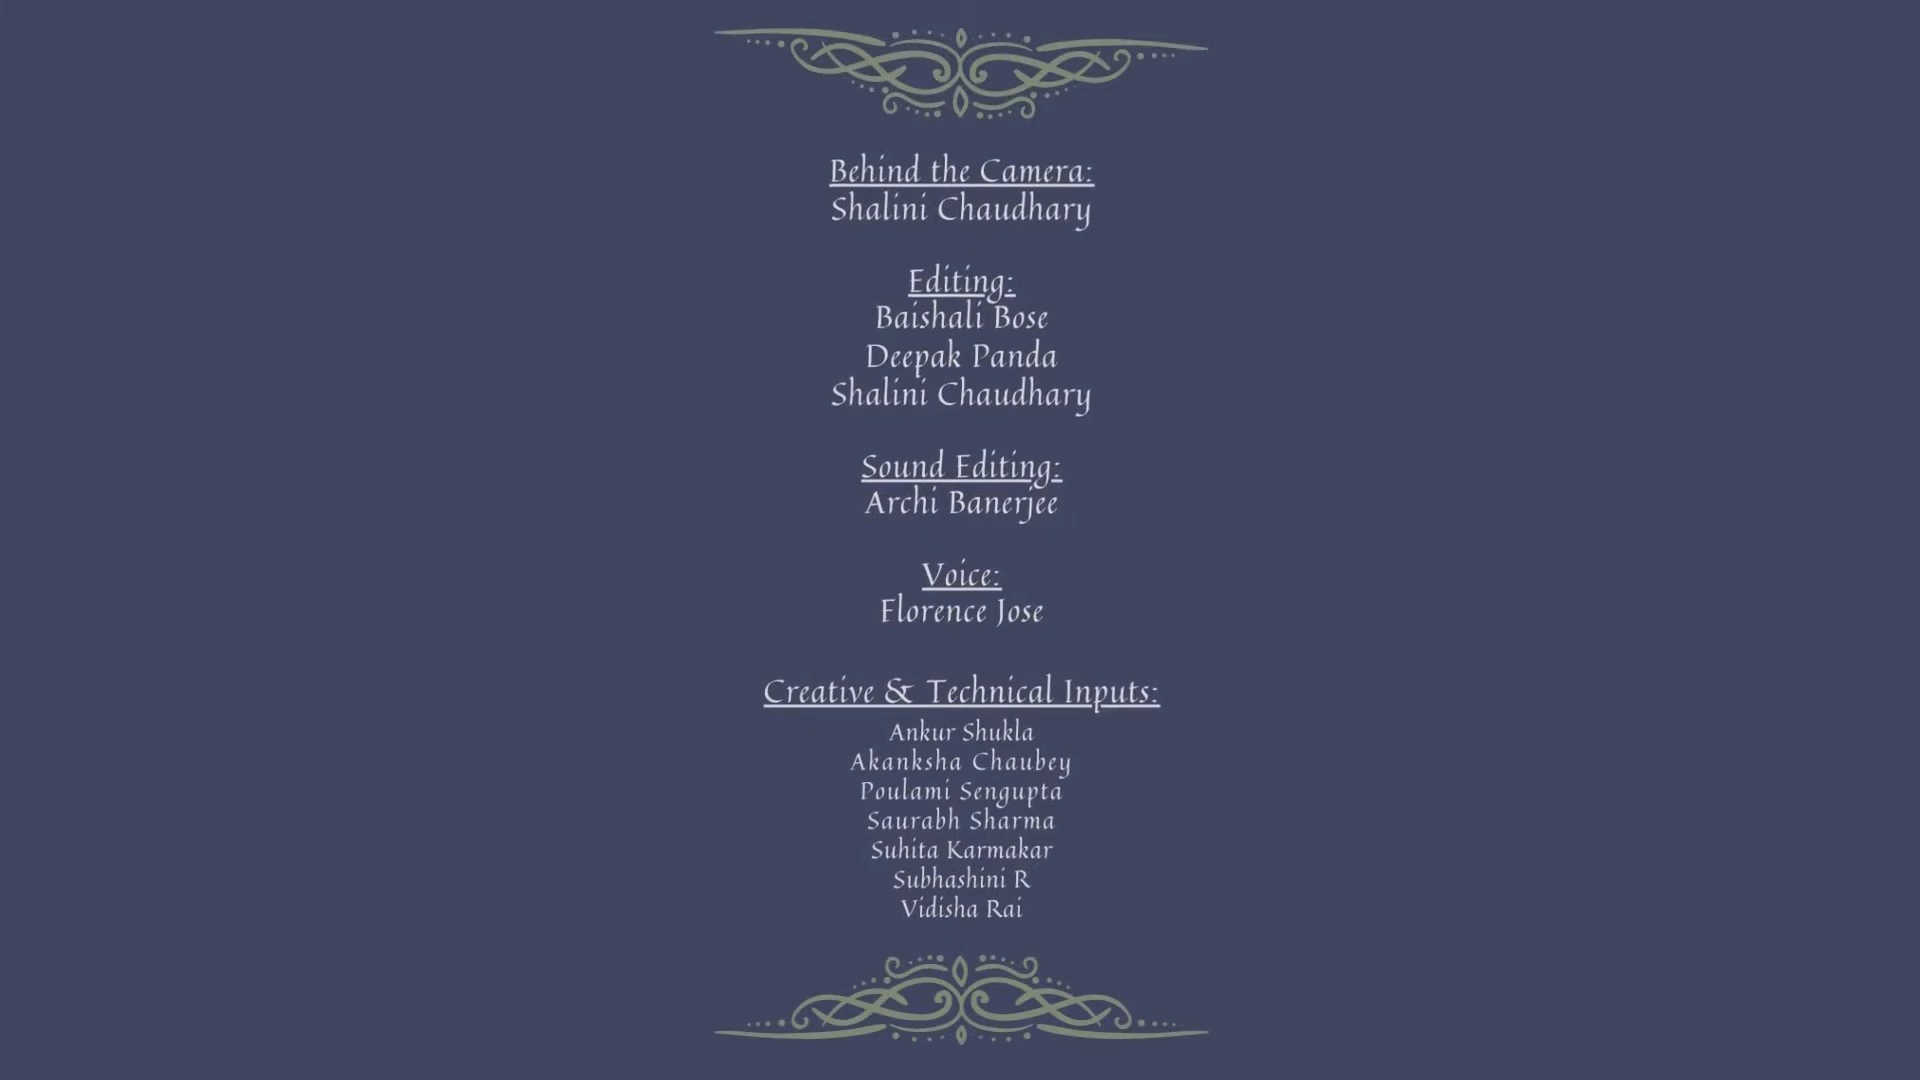 Behind the Camera:
Shalini Chaudhary
Editing:
Baishali Bose
Deepak Panda
Shalini Chaudhary
Sound Editing:
Archi Banerjee
Voice:
Florence Jose
Creative & Technical Inputs:
Ankur Shukla
Akanksha Chaubey
Poulami Sengupta
Saurabh Sharma
Suhita Karmakar
Subhashini R
Vidisha Rai